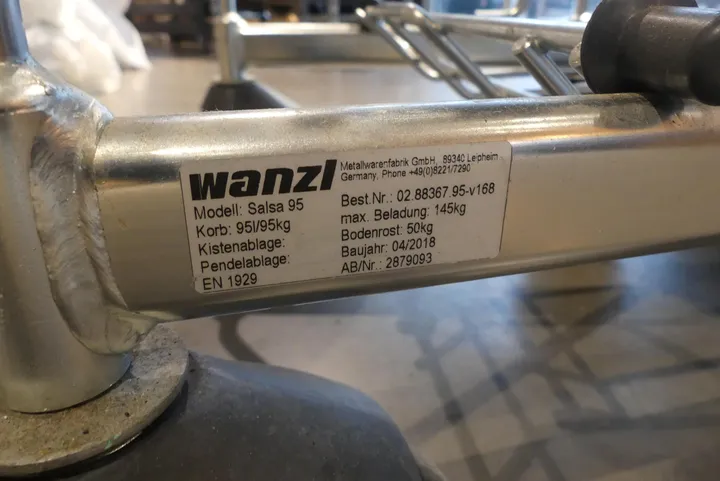 wanzl
Metallwarenfabrik GmbH, 89340 Leipheim
Germany, Phone +49(0)8221/7290
Modell: Salsa 95
Korb: 95l/95kg
Kistenablage:
Pendelablage:
EN 1929
Best.Nr.: 02.88367.95-v168
max. Beladung: 145kg
Bodenrost: 50kg
Baujahr: 04/2018
AB/Nr.: 2879093